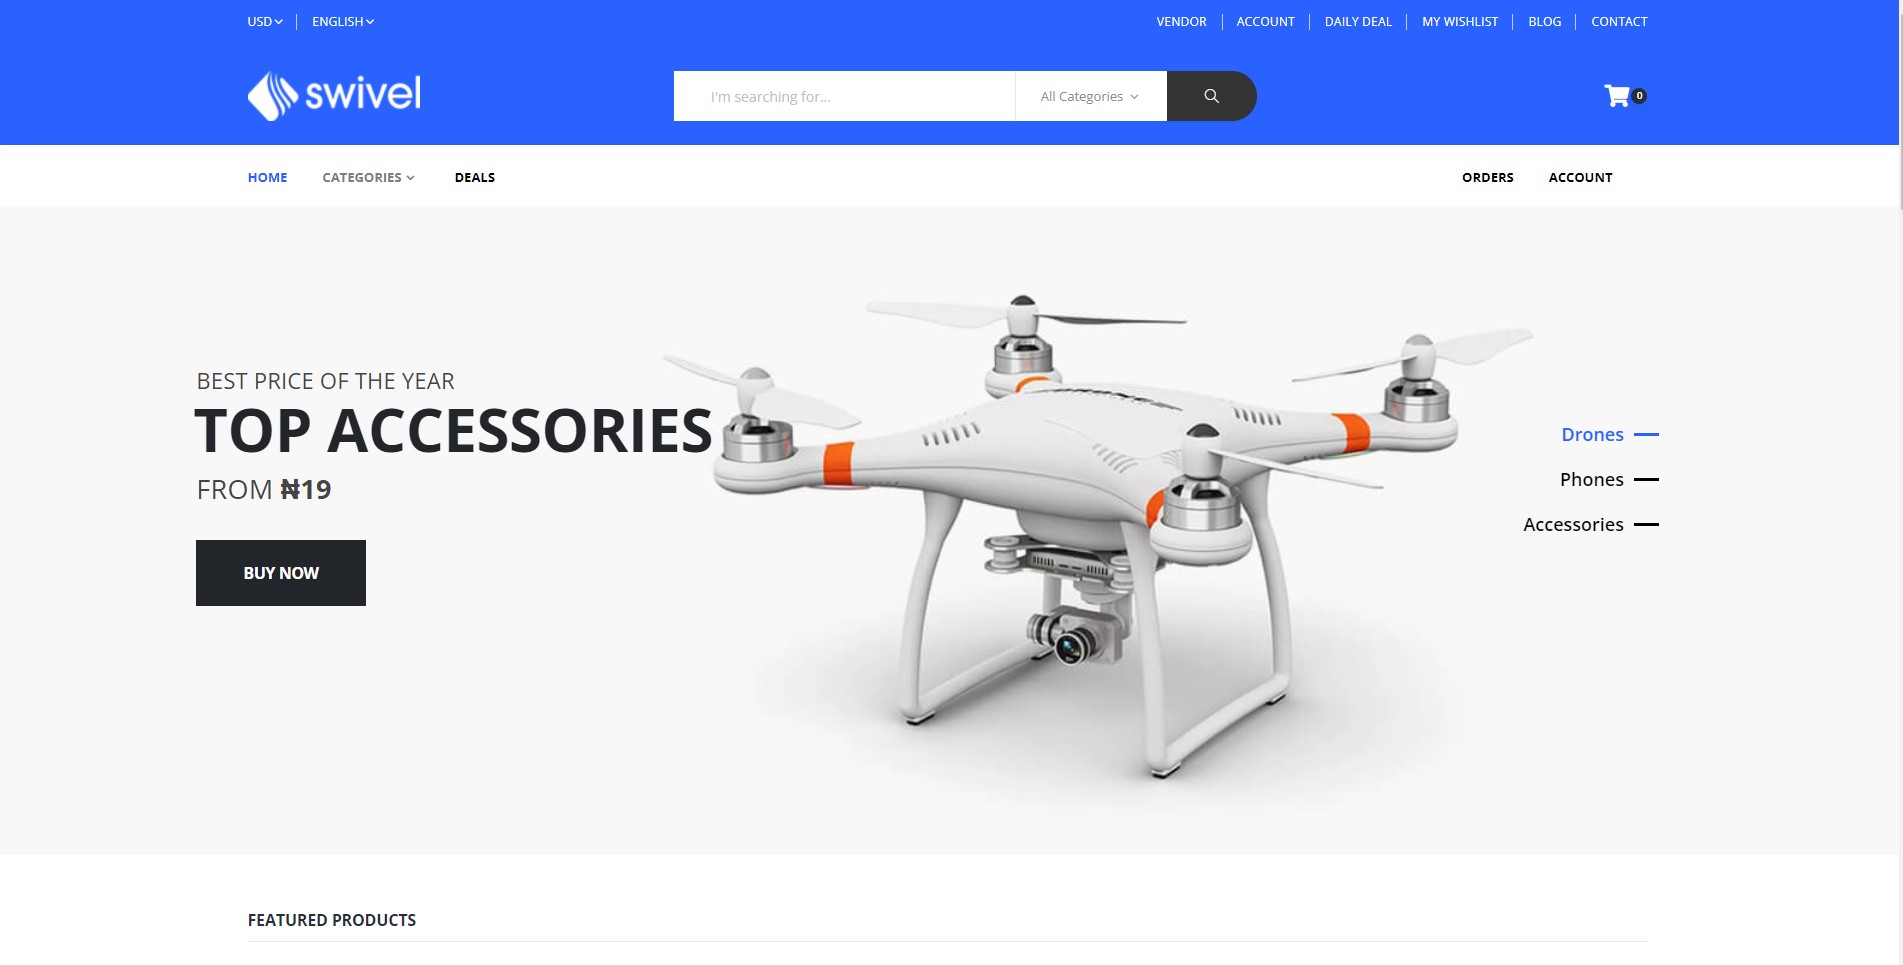 USD ENGLISH VENDOR ACCOUNT DAILY DEAL MY WISHLIST BLOG CONTACT
swivel I'm searching for... All Categories 0
HOME CATEGORIES DEALS ORDERS ACCOUNT
BEST PRICE OF THE YEAR
TOP ACCESSORIES
FROM ₦19
BUY NOW
Drones
Phones
Accessories
FEATURED PRODUCTS